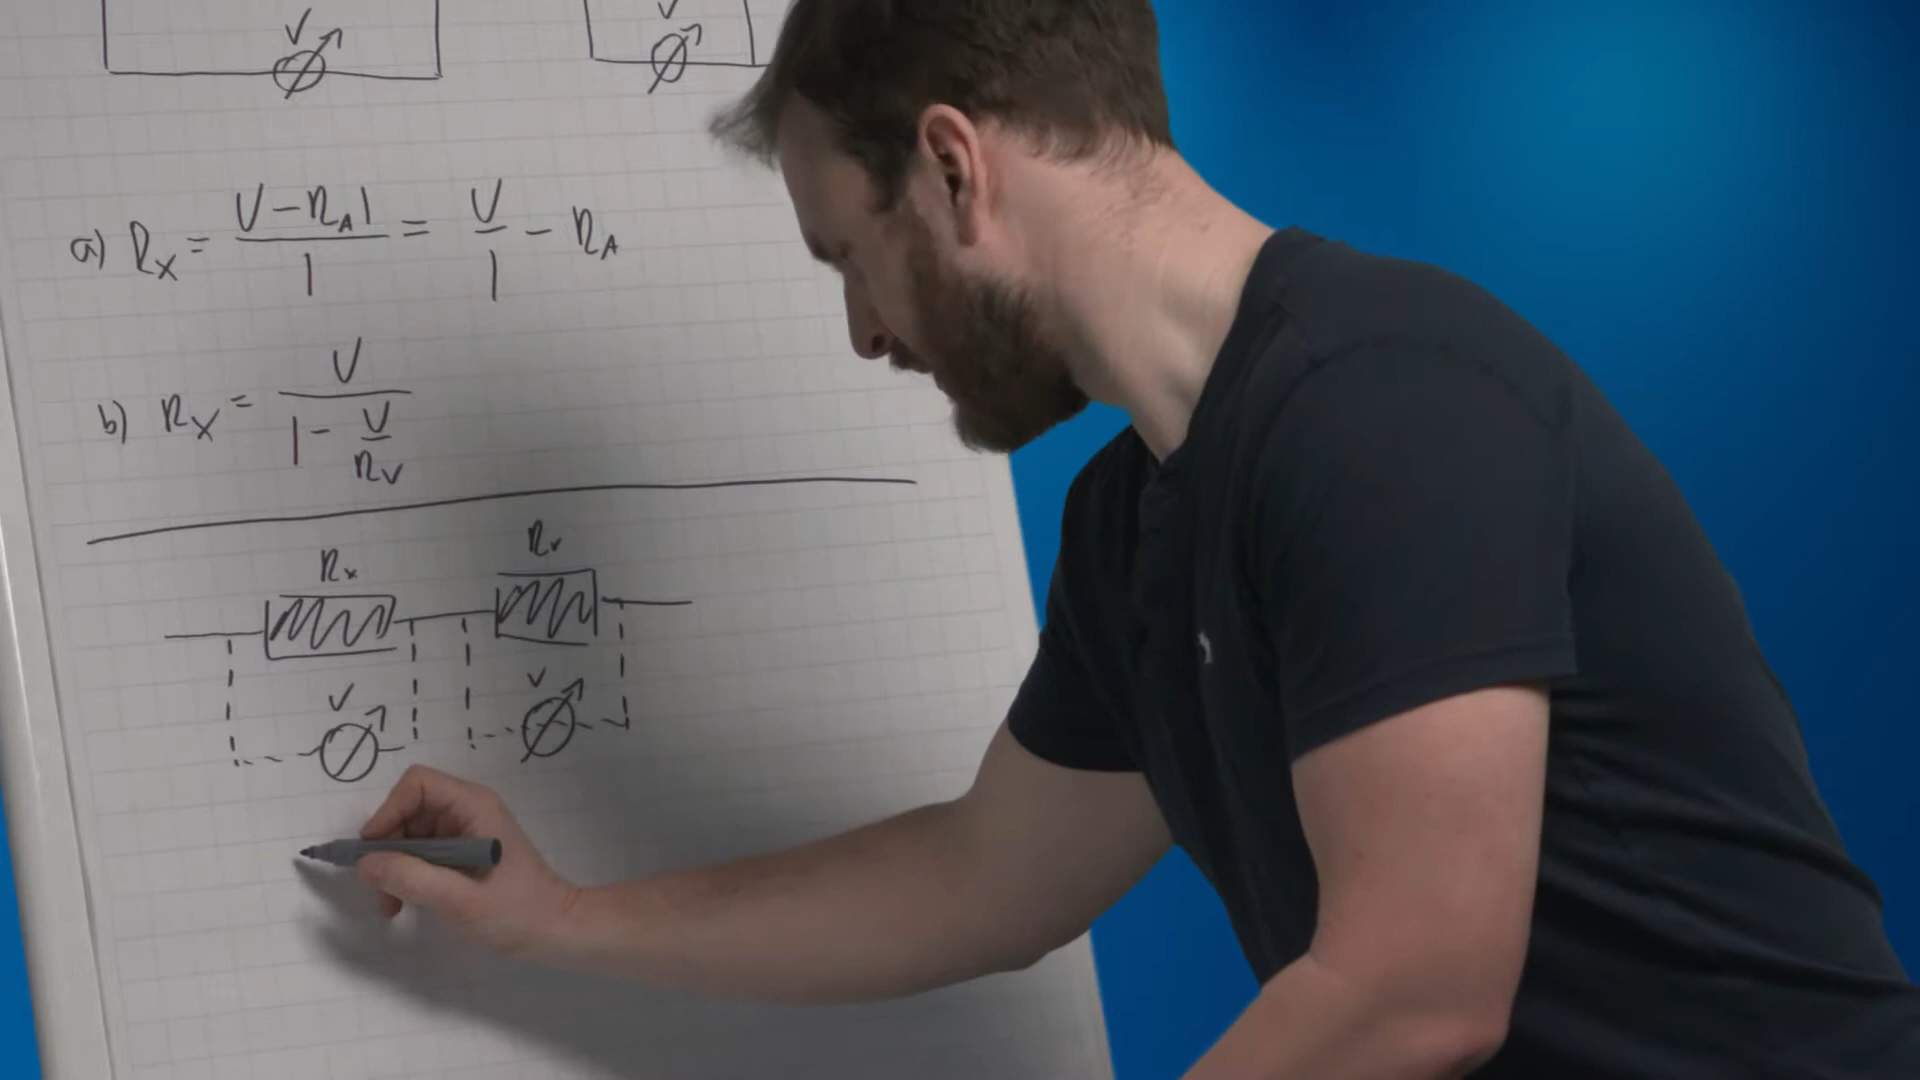 V V
a) Rx = (V - RA I) / I = V / I - RA
b) Rx = V / (I - V / RV)
Rx Rv
V V